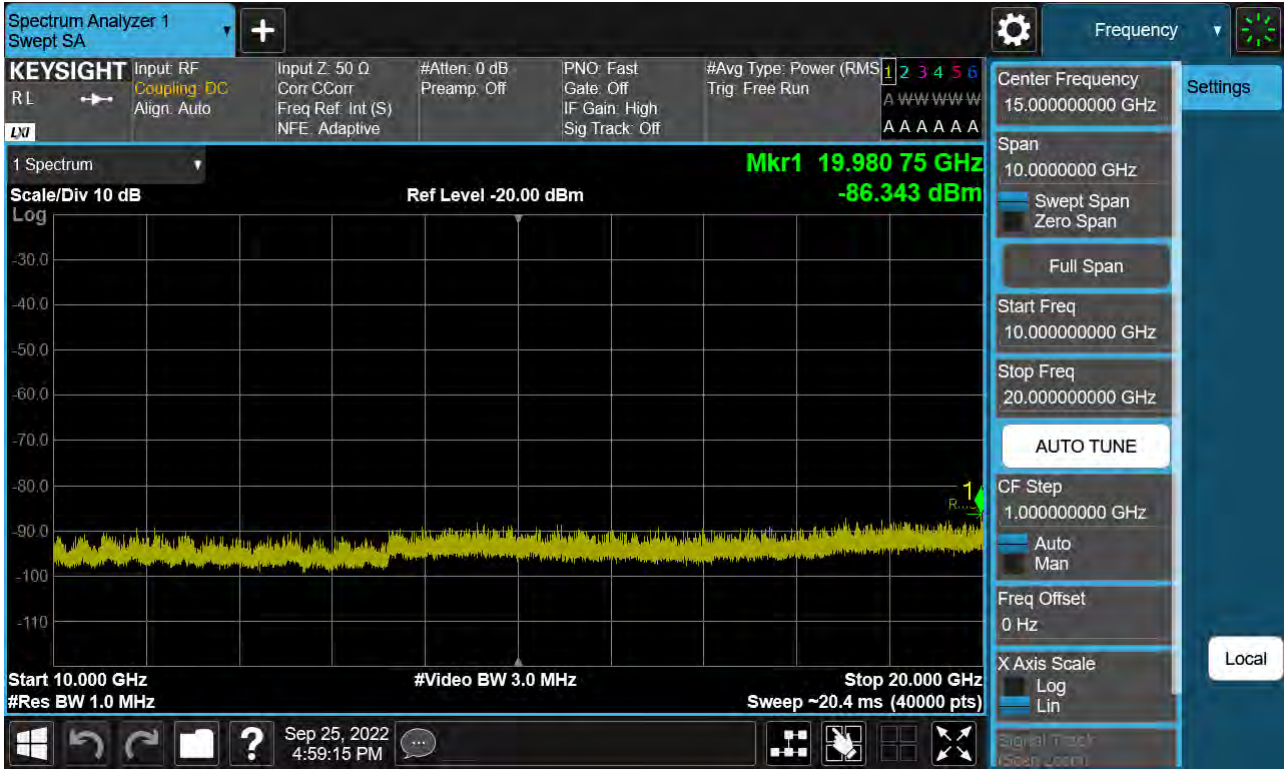 Spectrum Analyzer 1
Swept SA
+
Frequency
KEYSIGHT
R L
LXI
Input: RF
Coupling: DC
Align: Auto
Input Z: 50 Ω
Corr CCorr
Freq Ref: Int (S)
NFE: Adaptive
#Atten: 0 dB
Preamp: Off
PNO: Fast
Gate: Off
IF Gain: High
Sig Track: Off
#Avg Type: Power (RMS
Trig: Free Run
1 2 3 4 5 6
A W W W W W
A A A A A A
1 Spectrum
Scale/Div 10 dB
Log
Ref Level -20.00 dBm
Mkr1 19.980 75 GHz
-86.343 dBm
-30.0
-40.0
-50.0
-60.0
-70.0
-80.0
-90.0
-100
-110
1
Start 10.000 GHz
#Res BW 1.0 MHz
#Video BW 3.0 MHz
Stop 20.000 GHz
Sweep ~20.4 ms (40000 pts)
Center Frequency
15.000000000 GHz
Span
10.0000000 GHz
Swept Span
Zero Span
Full Span
Start Freq
10.000000000 GHz
Stop Freq
20.000000000 GHz
AUTO TUNE
CF Step
1.000000000 GHz
Auto
Man
Freq Offset
0 Hz
X Axis Scale
Log
Lin
Signal Track
(Span Zoom)
Settings
Local
?
Sep 25, 2022
4:59:15 PM